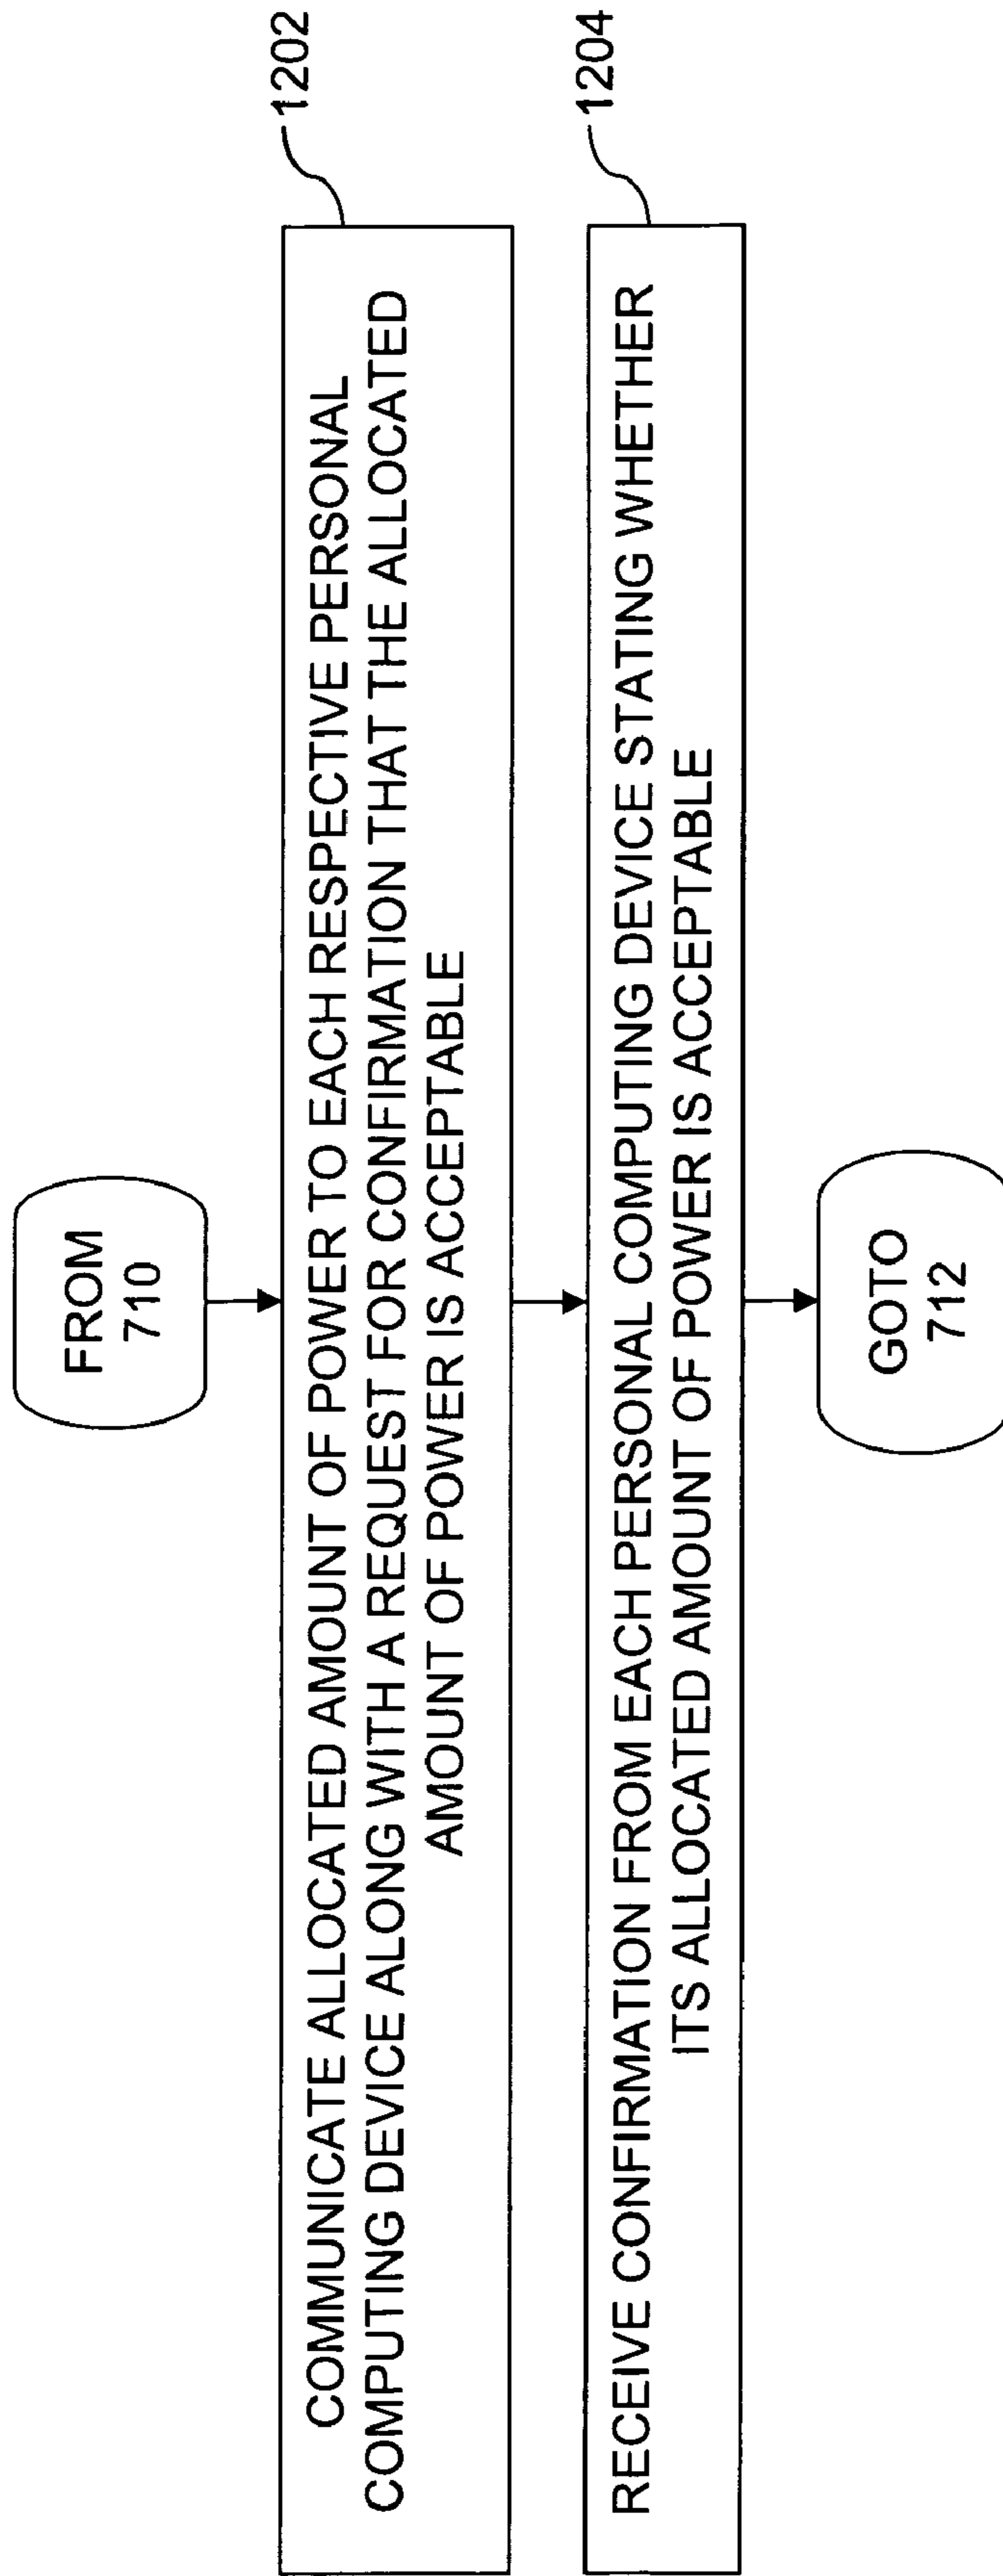 FROM
710
COMMUNICATE ALLOCATED AMOUNT OF POWER TO EACH RESPECTIVE PERSONAL
COMPUTING DEVICE ALONG WITH A REQUEST FOR CONFIRMATION THAT THE ALLOCATED
AMOUNT OF POWER IS ACCEPTABLE
1202
RECEIVE CONFIRMATION FROM EACH PERSONAL COMPUTING DEVICE STATING WHETHER
ITS ALLOCATED AMOUNT OF POWER IS ACCEPTABLE
1204
GOTO
712